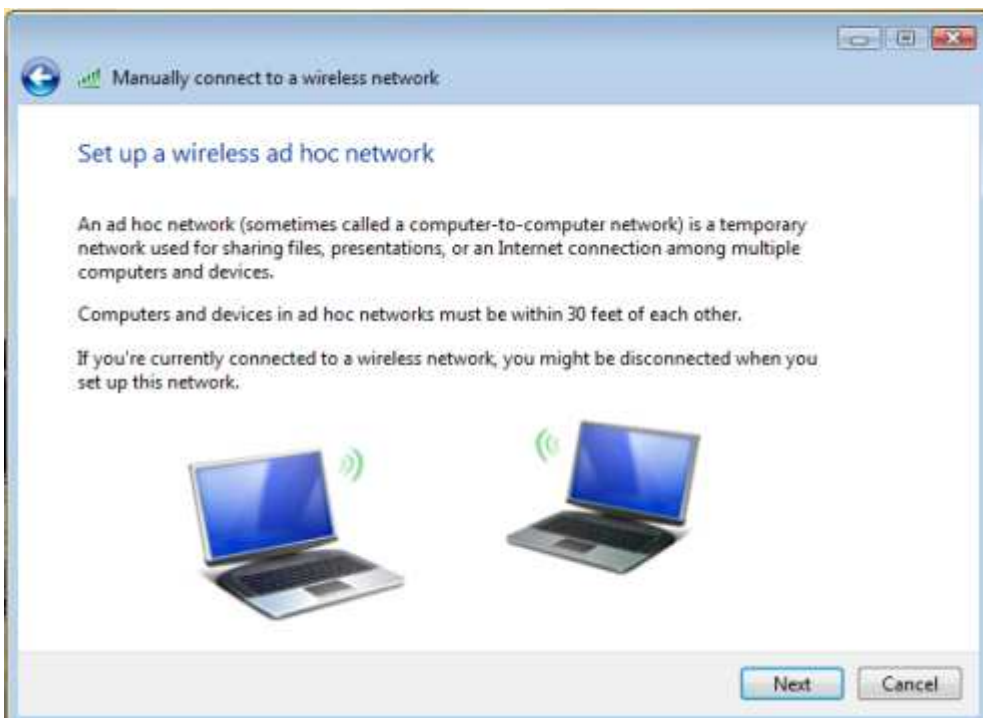 Manually connect to a wireless network
Set up a wireless ad hoc network
An ad hoc network (sometimes called a computer-to-computer network) is a temporary
network used for sharing files, presentations, or an Internet connection among multiple
computers and devices.
Computers and devices in ad hoc networks must be within 30 feet of each other.
If you're currently connected to a wireless network, you might be disconnected when you
set up this network.
Next
Cancel